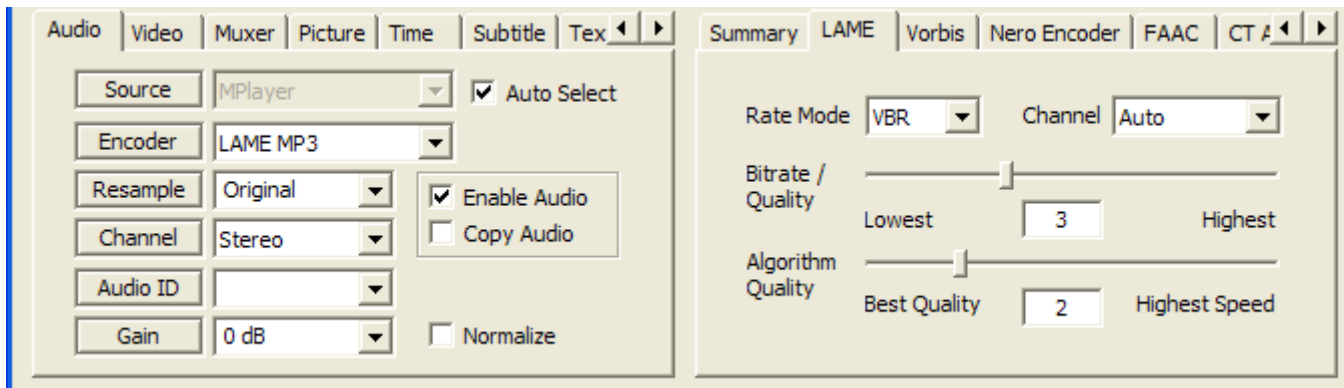 Audio Video Muxer Picture Time Subtitle Tex
Source MPlayer Auto Select
Encoder LAME MP3
Resample Original Enable Audio
Channel Stereo Copy Audio
Audio ID
Gain 0 dB Normalize
Summary LAME Vorbis Nero Encoder FAAC CT A
Rate Mode VBR Channel Auto
Bitrate /
Quality
Lowest 3 Highest
Algorithm
Quality
Best Quality 2 Highest Speed